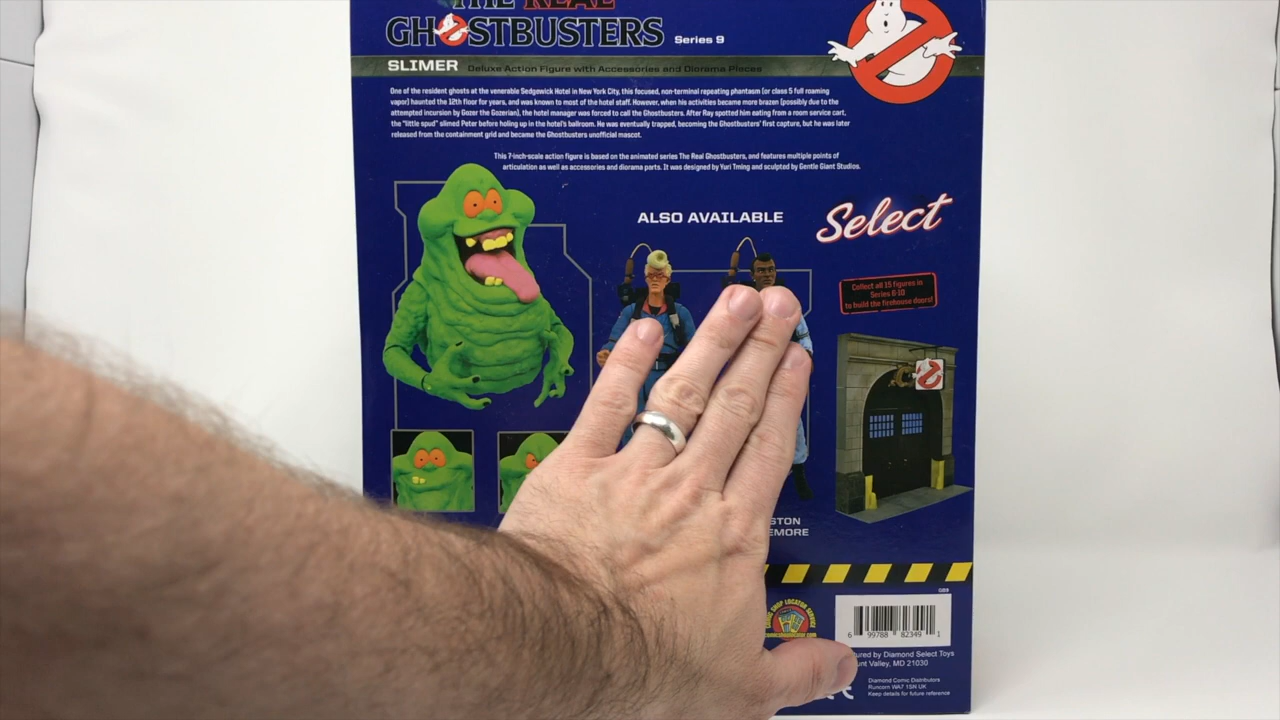 THE REAL
GHOSTBUSTERS Series 9
SLIMER Deluxe Action Figure with Accessories and Diorama Pieces
One of the resident ghosts at the venerable Sedgewick Hotel in New York City, this focused, non-terminal repeating phantasm (or class 5 full roaming
vapor) haunted the 12th floor for years, and was known to most of the hotel staff. However, when his activities became more brazen (possibly due to the
attempted incursion by Gozer the Gozerian), the hotel manager was forced to call the Ghostbusters. After Ray spotted him eating from a room service cart,
the "little spud" slimed Peter before holing up in the hotel's ballroom. He was eventually trapped, becoming the Ghostbusters' first capture, but he was later
released from the containment grid and became the Ghostbusters unofficial mascot.
This 7-inch-scale action figure is based on the animated series The Real Ghostbusters, and features multiple points of
articulation as well as accessories and diorama parts. It was designed by Yuri Tming and sculpted by Gentle Giant Studios.
ALSO AVAILABLE
Select
Collect all 15 figures in
Series 6-10
to build the firehouse doors!
STON
EMORE
COMIC SHOP LOCATOR SERVICE
6 99788 82349 1
tured by Diamond Select Toys
unt Valley, MD 21030
Diamond Comic Distributors
Runcorn WA7 1SN UK
Keep details for future reference